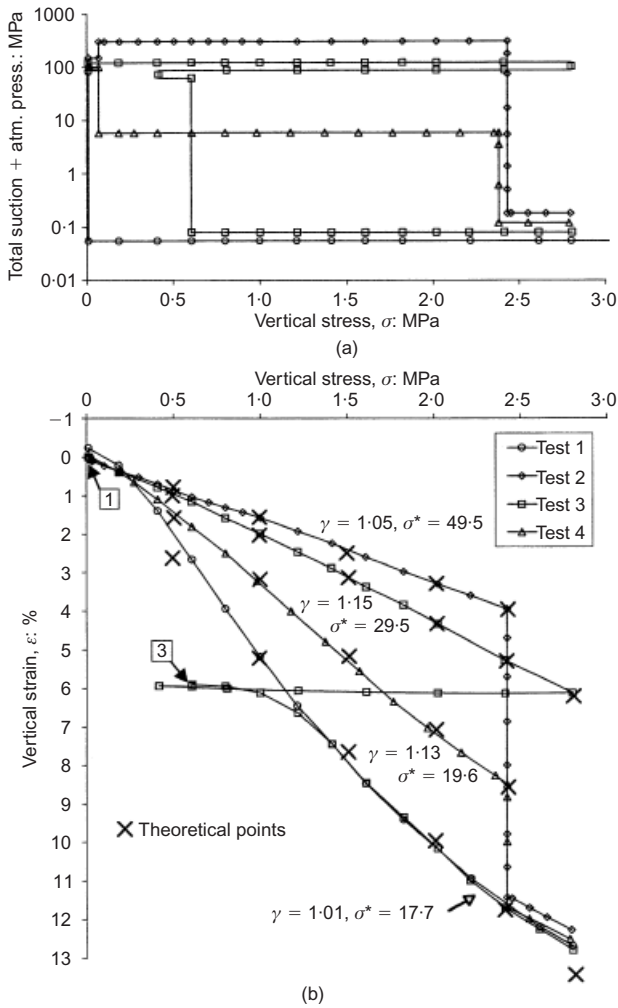 1000
100
10
6
1
0·1
0·01
Total suction + atm. press.: MPa
0 0·5 1·0 1·5 2·0 2·5 3·0
Vertical stress, σ: MPa
(a)
Vertical stress, σ: MPa
0 0·5 1·0 1·5 2·0 2·5 3·0
−1
0
1
2
3
4
5
6
7
8
9
10
11
12
13
Vertical strain, ε: %
Test 1
Test 2
Test 3
Test 4
1
γ = 1·05, σ* = 49·5
γ = 1·15
σ* = 29·5
3
γ = 1·13
σ* = 19·6
Theoretical points
γ = 1·01, σ* = 17·7
(b)